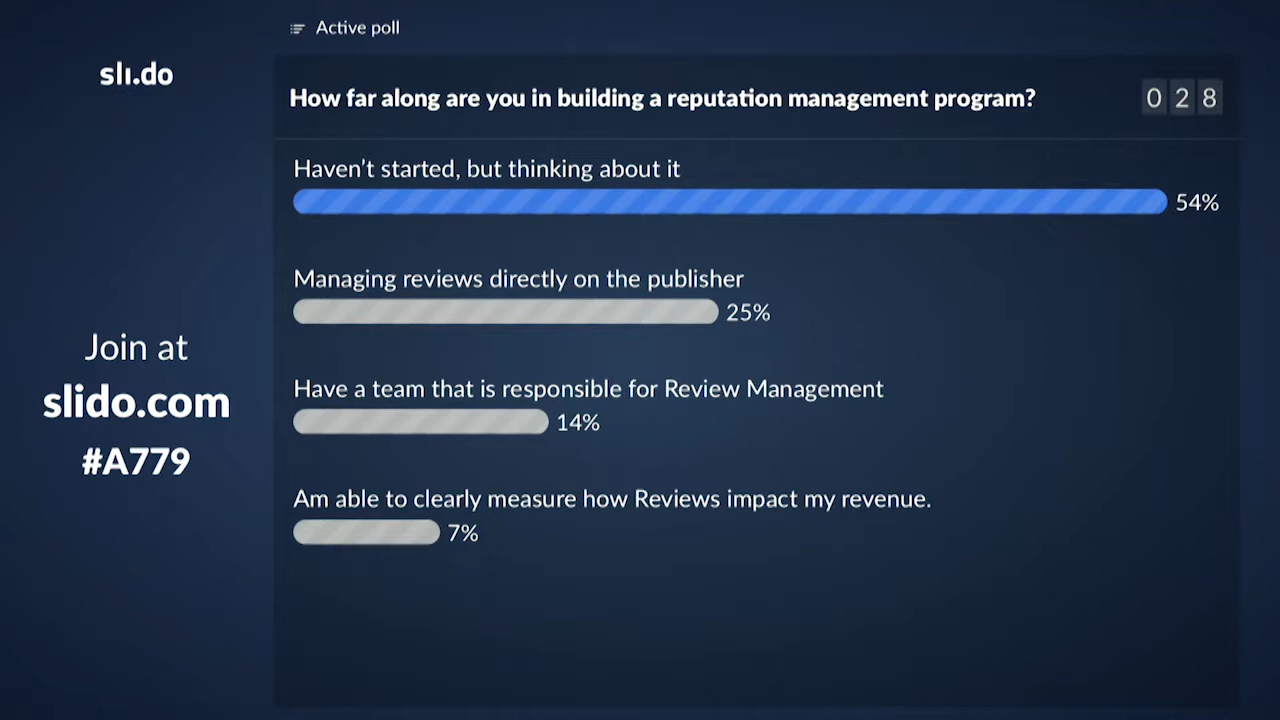 Active poll
sli.do
How far along are you in building a reputation management program?
028
Haven't started, but thinking about it
54%
Managing reviews directly on the publisher
25%
Have a team that is responsible for Review Management
14%
Am able to clearly measure how Reviews impact my revenue.
7%
Join at
slido.com
#A779